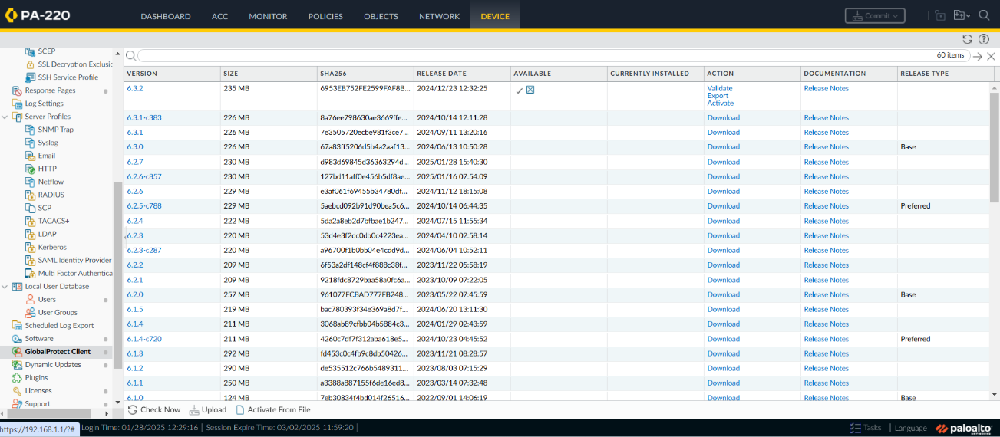 PA-220 DASHBOARD ACC MONITOR POLICIES OBJECTS NETWORK DEVICE Commit
60 items
SCEP
SSL Decryption Exclusic
SSH Service Profile
Response Pages
Log Settings
Server Profiles
SNMP Trap
Syslog
Email
HTTP
Netflow
RADIUS
SCP
TACACS+
LDAP
Kerberos
SAML Identity Provider
Multi Factor Authentica
Local User Database
Users
User Groups
Scheduled Log Export
Software
GlobalProtect Client
Dynamic Updates
Plugins
Licenses
Support
VERSION SIZE SHA256 RELEASE DATE AVAILABLE CURRENTLY INSTALLED ACTION DOCUMENTATION RELEASE TYPE
6.3.2 235 MB 6953EB752FE2599FAF8B... 2024/12/23 12:32:25 Validate Release Notes
Export
Activate
6.3.1-c383 226 MB 8a76ee798630ae3669ffe... 2024/10/14 12:11:28 Download Release Notes
6.3.1 226 MB 7e3505720ecbe981f3ce7... 2024/09/11 13:20:16 Download Release Notes
6.3.0 226 MB 67a83ff5206d5b4a2aaf13... 2024/06/13 10:50:28 Download Release Notes Base
6.2.7 230 MB d983d69845d36363294d... 2025/01/28 15:40:30 Download Release Notes
6.2.6-c857 230 MB 127bd11aff0e456b5df8ae... 2025/01/16 07:54:09 Download Release Notes
6.2.6 229 MB e3af061f69455b34780df... 2024/11/12 18:15:08 Download Release Notes
6.2.5-c788 229 MB 5aebcd092b91d90bea5c6... 2024/10/14 06:44:35 Download Release Notes Preferred
6.2.4 222 MB 5da2a8eb2d7bfbae1b247... 2024/07/15 11:55:34 Download Release Notes
6.2.3 220 MB 53d4e3f2dc0db0c4223ea... 2024/04/10 02:58:14 Download Release Notes
6.2.3-c287 220 MB a96700f1b0bb04e4cdd9d... 2024/06/04 10:52:11 Download Release Notes
6.2.2 209 MB 6f53a2df148cf4f888c38f... 2023/11/22 05:58:19 Download Release Notes
6.2.1 209 MB 9218fdc8729baa58a0fc6a... 2023/10/09 07:22:05 Download Release Notes
6.2.0 257 MB 961077FCBAD777FB248... 2023/05/22 07:45:59 Download Release Notes Base
6.1.5 219 MB bac780393f34e369a8d7f... 2024/06/20 13:11:30 Download Release Notes
6.1.4 211 MB 3068ab89cfbb04b5884c3... 2024/01/29 02:43:59 Download Release Notes
6.1.4-c720 211 MB 4260c7df7f312aba618e5... 2024/10/23 04:45:52 Download Release Notes Preferred
6.1.3 292 MB fd453c0c4fb9c8db50426... 2023/11/21 08:28:57 Download Release Notes
6.1.2 290 MB de535512c766b5489311... 2023/08/03 07:15:29 Download Release Notes
6.1.1 250 MB a3388a887155f6de16ed8... 2023/03/14 07:32:48 Download Release Notes
6.1.0 124 MB 7eb30834f4bd014f26516... 2022/09/01 14:06:19 Download Release Notes Base
Check Now Upload Activate From File
https://192.168.1.1/?# Login Time: 01/28/2025 12:29:16 | Session Expire Time: 03/02/2025 11:59:20 | Tasks | Language paloalto
NETWORKS